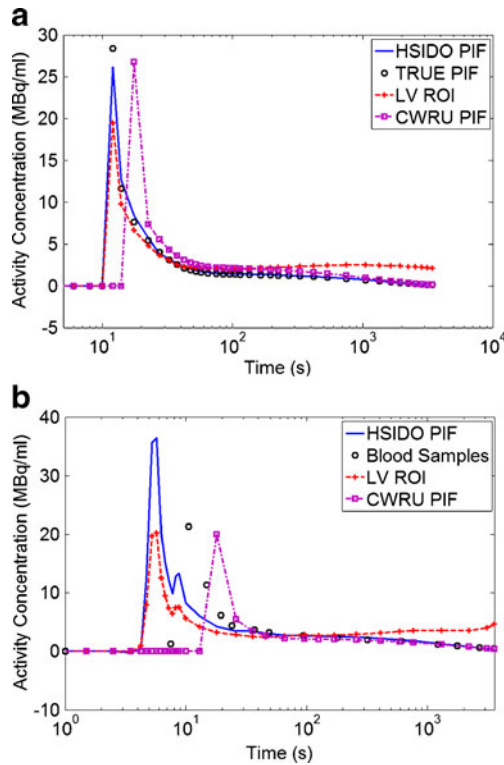 a
30
25
20
15
10
5
0
-5
Activity Concentration (MBq/ml)
HSIDO PIF
TRUE PIF
LV ROI
CWRU PIF
10^1
10^2
10^3
10^4
Time (s)
b
40
30
20
10
0
-10
Activity Concentration (MBq/ml)
HSIDO PIF
Blood Samples
LV ROI
CWRU PIF
10^0
10^1
10^2
10^3
Time (s)